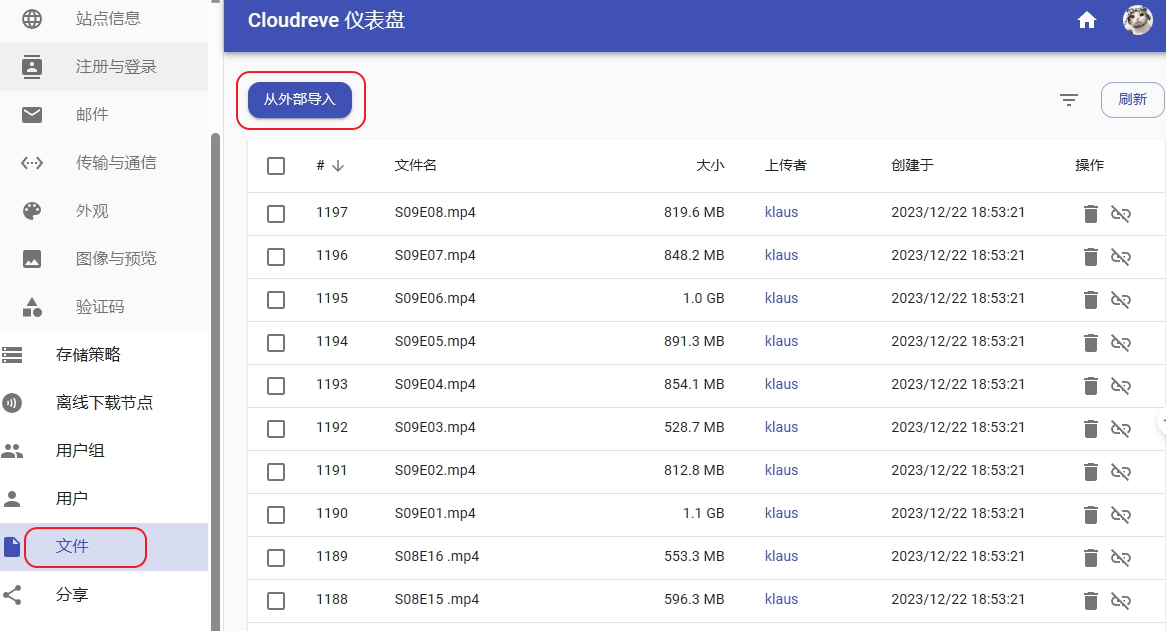 站点信息
注册与登录
邮件
传输与通信
外观
图像与预览
验证码
存储策略
离线下载节点
用户组
用户
文件
分享
Cloudreve 仪表盘
从外部导入
刷新
# 文件名 大小 上传者 创建于 操作
1197 S09E08.mp4 819.6 MB klaus 2023/12/22 18:53:21
1196 S09E07.mp4 848.2 MB klaus 2023/12/22 18:53:21
1195 S09E06.mp4 1.0 GB klaus 2023/12/22 18:53:21
1194 S09E05.mp4 891.3 MB klaus 2023/12/22 18:53:21
1193 S09E04.mp4 854.1 MB klaus 2023/12/22 18:53:21
1192 S09E03.mp4 528.7 MB klaus 2023/12/22 18:53:21
1191 S09E02.mp4 812.8 MB klaus 2023/12/22 18:53:21
1190 S09E01.mp4 1.1 GB klaus 2023/12/22 18:53:21
1189 S08E16 .mp4 553.3 MB klaus 2023/12/22 18:53:21
1188 S08E15 .mp4 596.3 MB klaus 2023/12/22 18:53:21